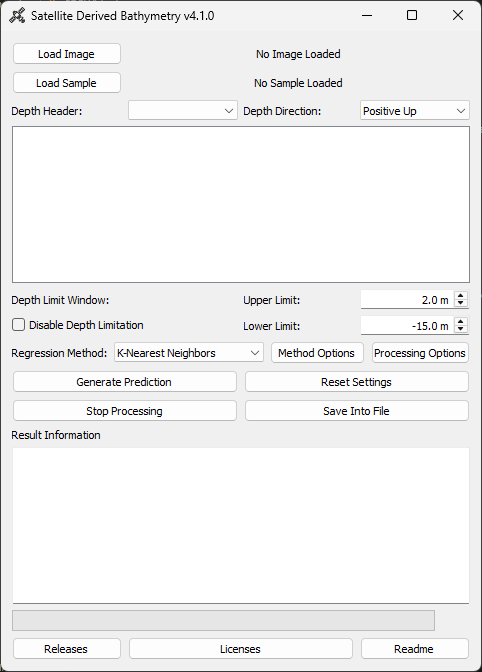 Satellite Derived Bathymetry v4.1.0
Load Image No Image Loaded
Load Sample No Sample Loaded
Depth Header: Depth Direction: Positive Up
Depth Limit Window: Upper Limit: 2.0 m
Disable Depth Limitation Lower Limit: -15.0 m
Regression Method: K-Nearest Neighbors Method Options Processing Options
Generate Prediction Reset Settings
Stop Processing Save Into File
Result Information
Releases Licenses Readme